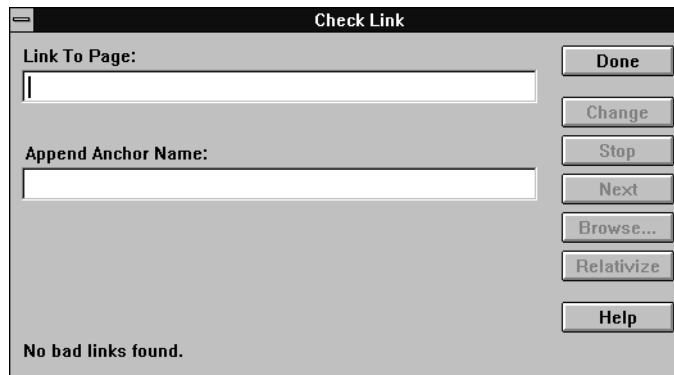 Check Link
Link To Page:
Done
Change
Append Anchor Name:
Stop
Next
Browse...
Relativize
Help
No bad links found.